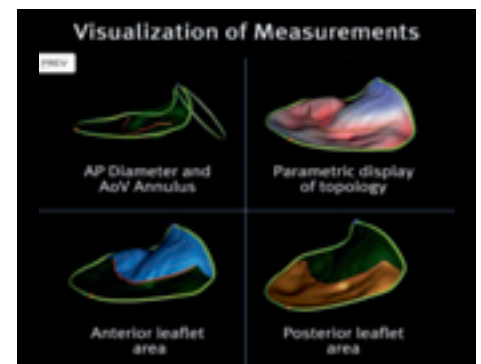 Visualization of Measurements
PREV
AP Diameter and
AoV Annulus
Parametric display
of topology
Anterior leaflet
area
Posterior leaflet
area